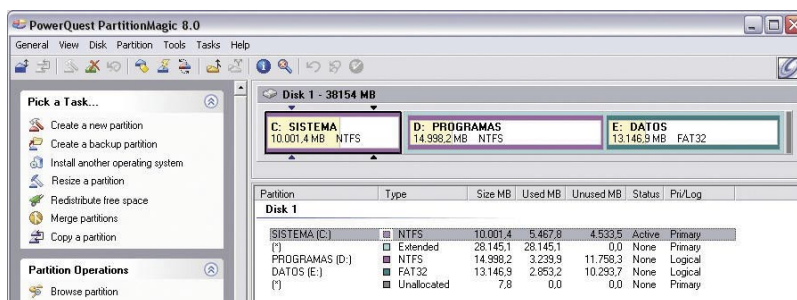 PowerQuest PartitionMagic 8.0
General View Disk Partition Tools Tasks Help
Pick a Task...
Create a new partition
Create a backup partition
Install another operating system
Resize a partition
Redistribute free space
Merge partitions
Copy a partition
Partition Operations
Browse partition
Disk 1 - 38154 MB
C: SISTEMA
10.001,4 MB NTFS
D: PROGRAMAS
14.998,2 MB NTFS
E: DATOS
13.146,9 MB FAT32
Partition Type Size MB Used MB Unused MB Status Pri/Log
Disk 1
SISTEMA (C:) NTFS 10.001,4 5.467,8 4.533,5 Active Primary
(*) Extended 28.145,1 28.145,1 0,0 None Primary
PROGRAMAS (D:) NTFS 14.998,2 3.239,9 11.758,3 None Logical
DATOS (E:) FAT32 13.146,9 2.853,2 10.293,7 None Logical
(*) Unallocated 7,8 0,0 0,0 None Primary